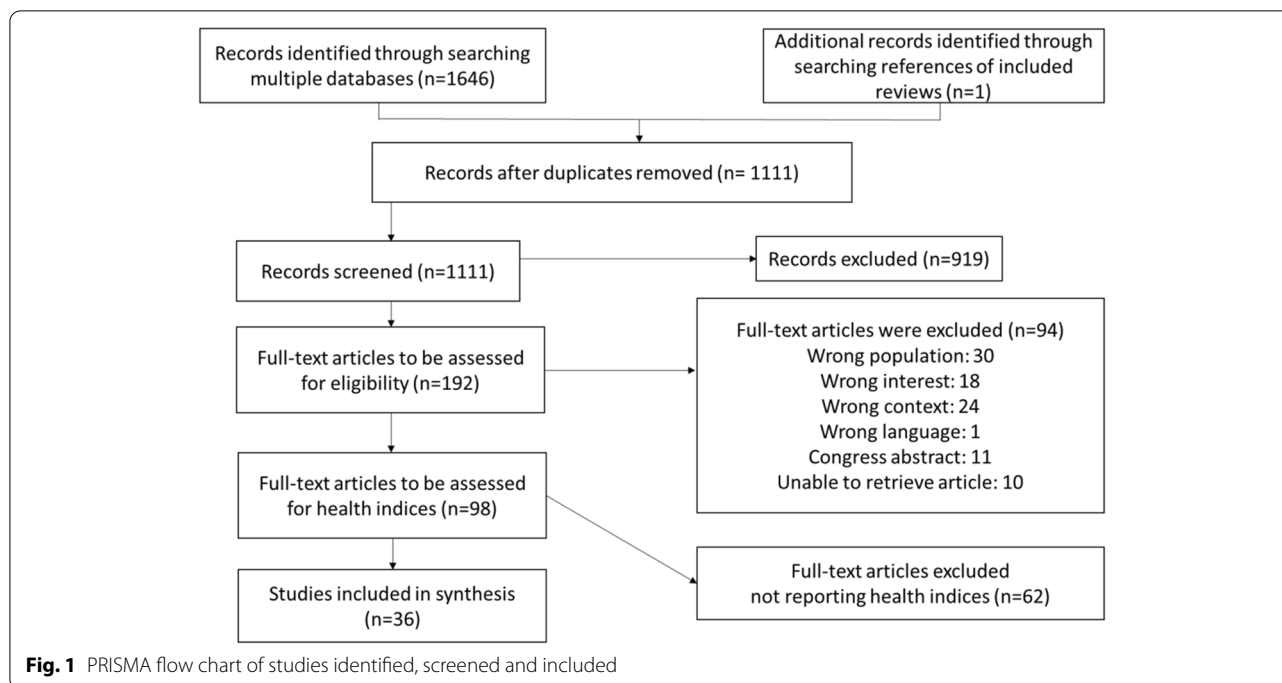 Records identified through searching
multiple databases (n=1646)
Additional records identified through
searching references of included
reviews (n=1)
Records after duplicates removed (n= 1111)
Records screened (n=1111)
Records excluded (n=919)
Full-text articles to be assessed
for eligibility (n=192)
Full-text articles were excluded (n=94)
Wrong population: 30
Wrong interest: 18
Wrong context: 24
Wrong language: 1
Congress abstract: 11
Unable to retrieve article: 10
Full-text articles to be assessed
for health indices (n=98)
Full-text articles excluded
not reporting health indices (n=62)
Studies included in synthesis
(n=36)
Fig. 1 PRISMA flow chart of studies identified, screened and included